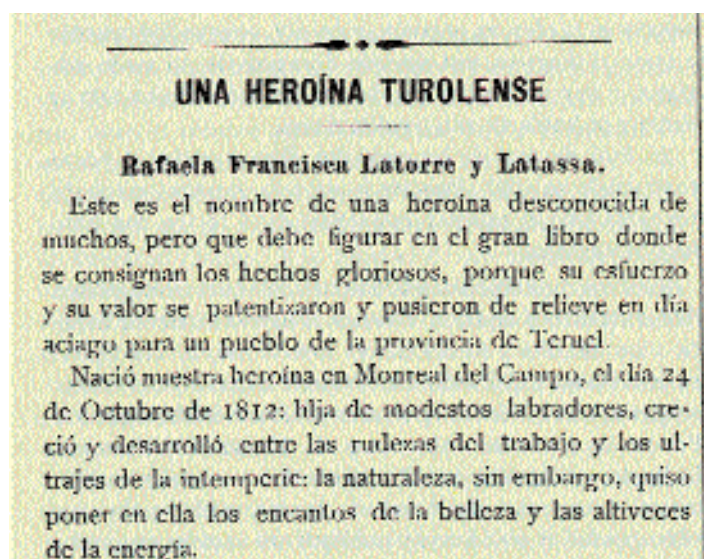 UNA HEROÍNA TUROLENSE
Rafaela Francisca Latorre y Latassa.
Este es el nombre de una heroína desconocida de
muchos, pero que debe figurar en el gran libro donde
se consignan los hechos gloriosos, porque su esfuerzo
y su valor se patentizaron y pusieron de relieve en día
aciago para un pueblo de la provincia de Teruel.
Nació nuestra heroína en Monreal del Campo, el día 24
de Octubre de 1812: hija de modestos labradores, cre-
ció y desarrolló entre las rudezas del trabajo y los ul-
trajes de la intemperie: la naturaleza, sin embargo, quiso
poner en ella los encantos de la belleza y las altiveces
de la energía.